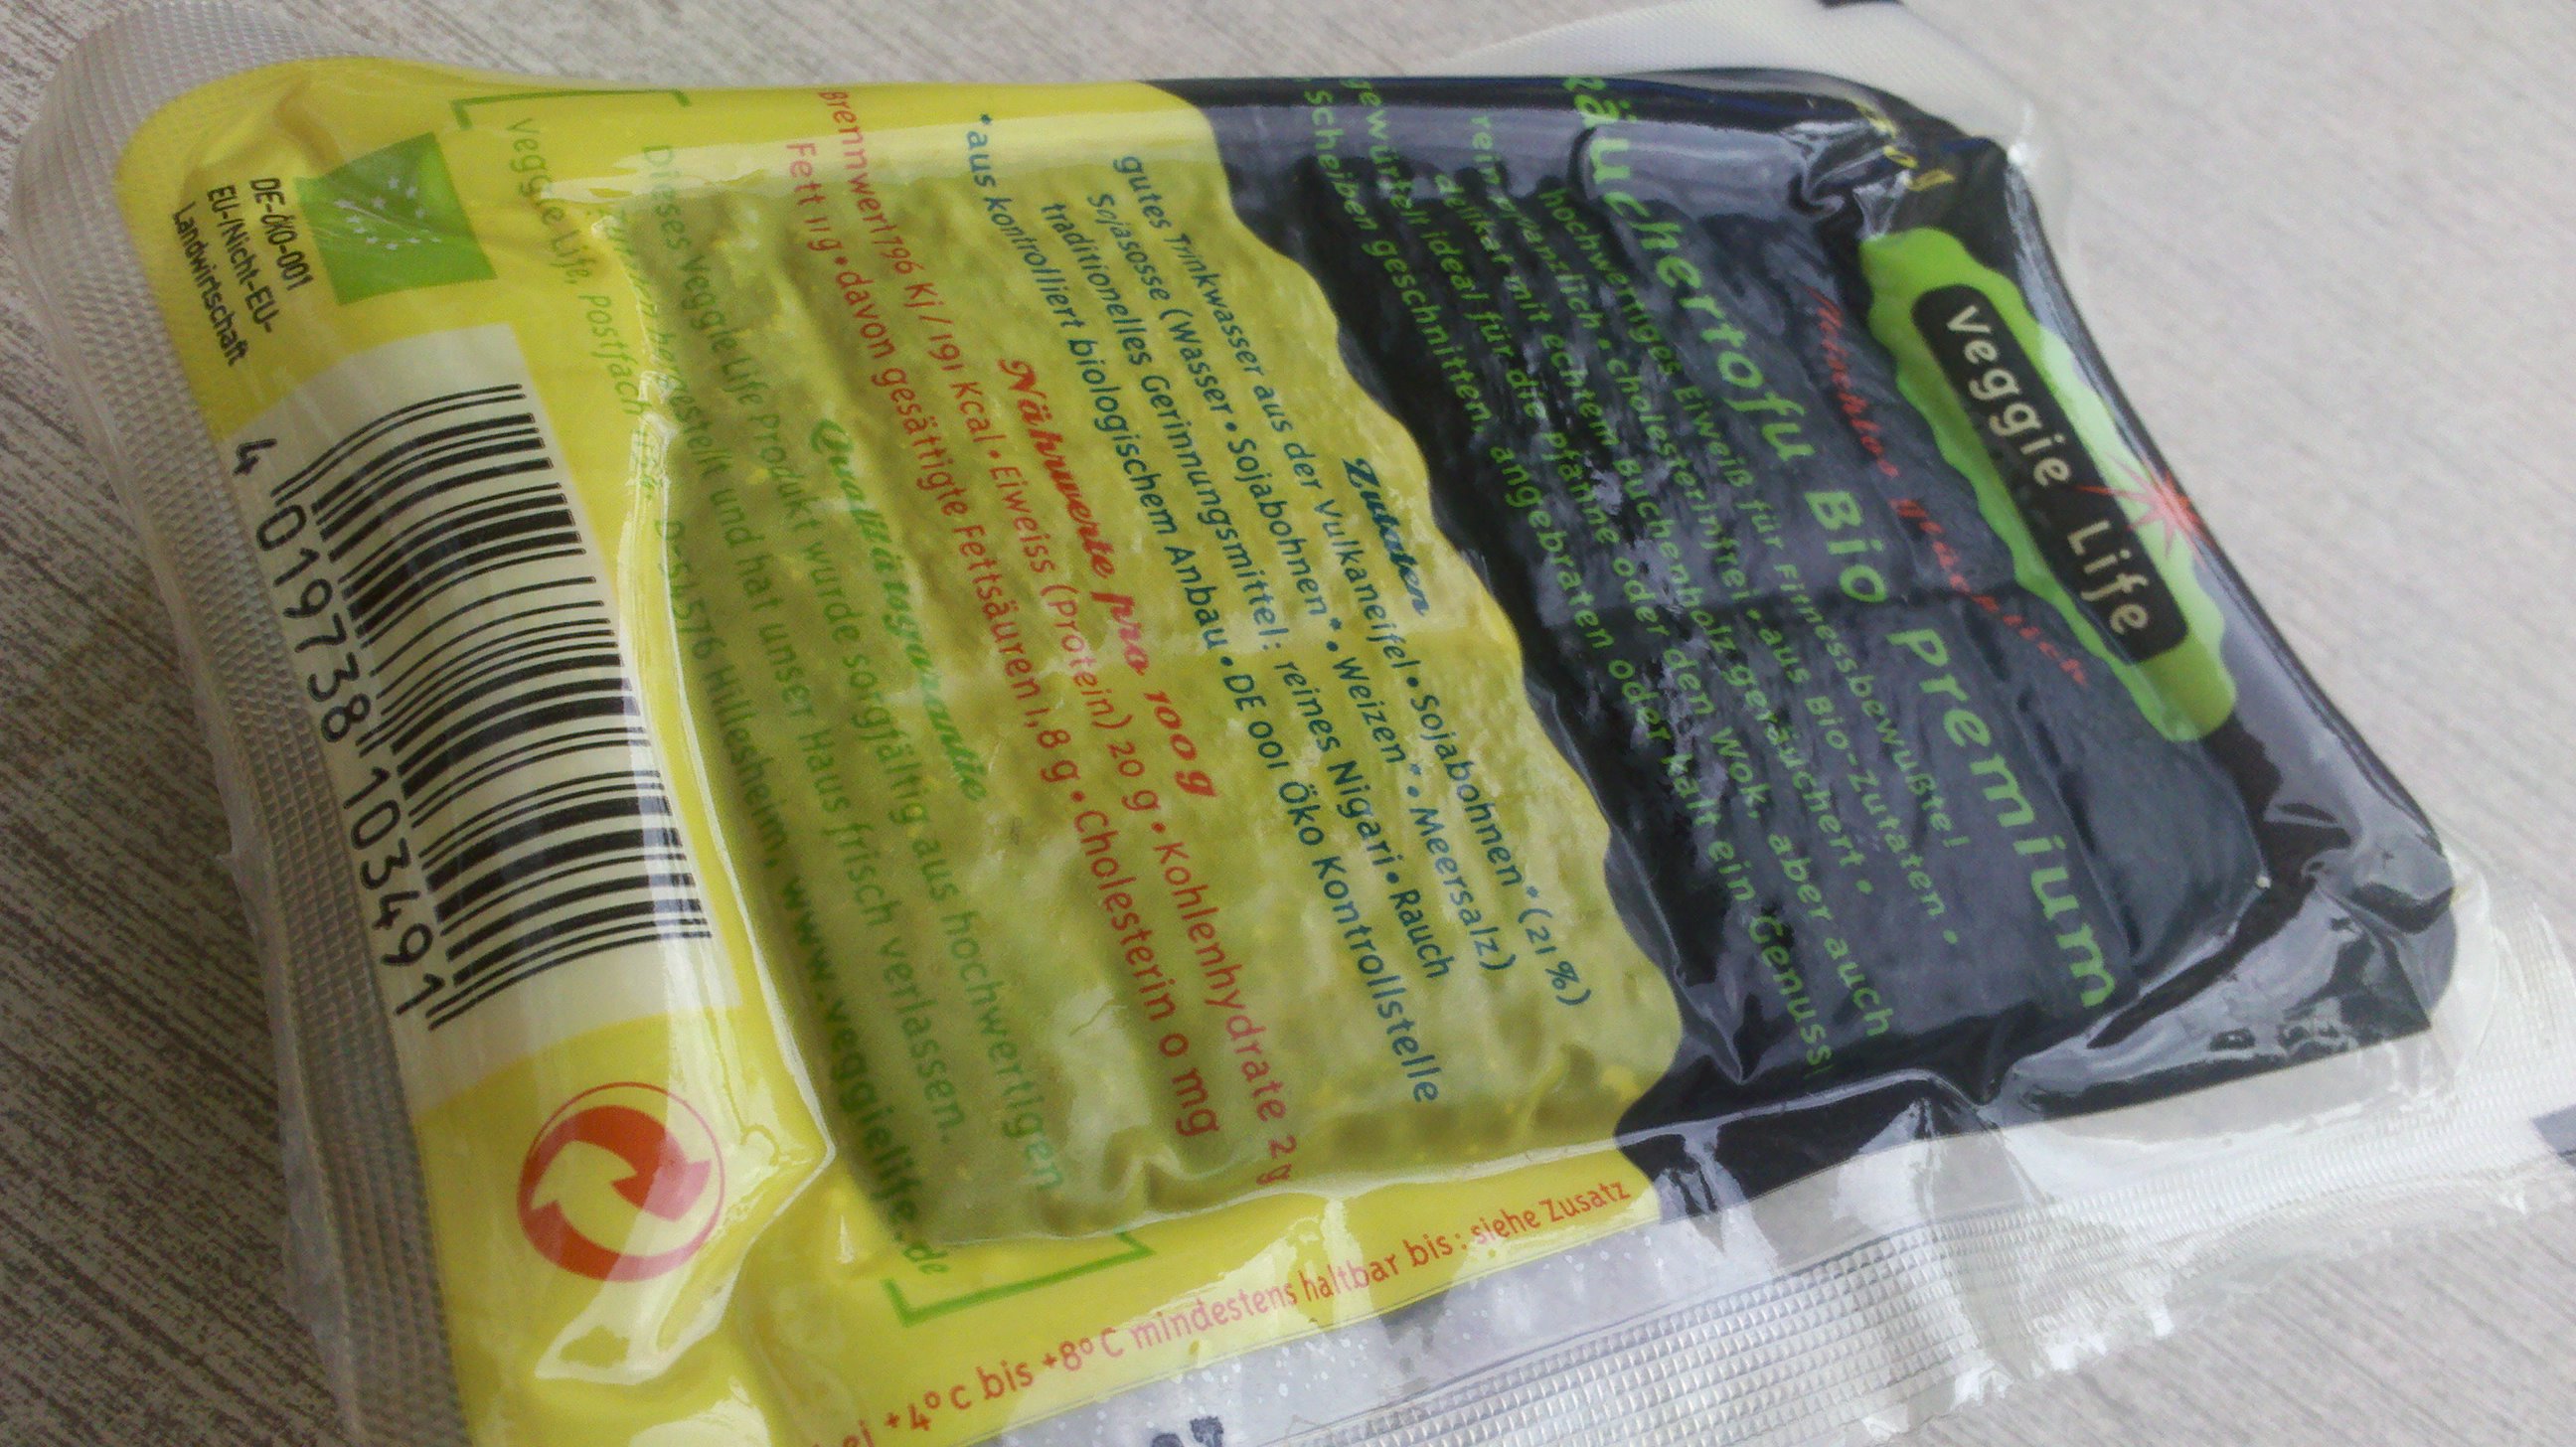 veggie Life
Räuchertofu Bio Premium
hochwertiges Eiweiß für Fitnessbewußte!
rein pflanzlich • cholesterinfrei • aus Bio-Zutaten •
delikat mit echtem Buchenholz geräuchert •
gewürfelt ideal für die Pfanne oder den Wok, aber auch
in Scheiben geschnitten, angebraten oder kalt ein Genuss!
Zutaten
gutes Trinkwasser aus der Vulkaneifel • Sojabohnen* (21%)
Sojasosse (Wasser • Sojabohnen* • Weizen* • Meersalz)
traditionelles Gerinnungsmittel: reines Nigari • Rauch
*aus kontrolliert biologischem Anbau • DE 001 Öko Kontrollstelle
Nährwerte pro 100 g
Brennwert 796 Kj / 191 Kcal • Eiweiss (Protein) 20 g • Kohlenhydrate 2 g
Fett 11 g • davon gesättigte Fettsäuren 1,8 g • Cholesterin 0 mg
Qualitätsgarantie
Dieses veggie Life Produkt wurde sorgfältig aus hochwertigen
Zutaten hergestellt und hat unser Haus frisch verlassen.
veggie Life, Postfach D-54576 Hillesheim, www.veggielife.de
bei +4° C bis +8° C mindestens haltbar bis: siehe Zusatz
DE-ÖKO-001
EU-/Nicht-EU-
Landwirtschaft
4 019738 103491